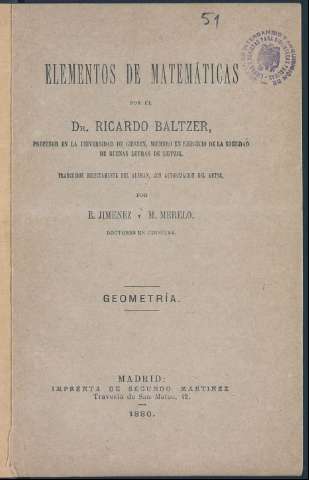 51
ELEMENTOS DE MATEMÁTICAS
POR EL
DR. RICARDO BALTZER,
PROFESOR EN LA UNIVERSIDAD DE GIESSEN, MIEMBRO EN EJERCICIO DE LA SOCIEDAD
DE BUENAS LETRAS DE LEIPZIG.
TRADUCIDOS DIRECTAMENTE DEL ALEMAN, CON AUTORIZACION DEL AUTOR,
POR
E. JIMENEZ Y M. MERELO.
DOCTORES EN CIENCIAS.
GEOMETRÍA.
MADRID:
IMPRENTA DE SEGUNDO MARTINEZ
Travesía de San Mateo, 12.
1880.